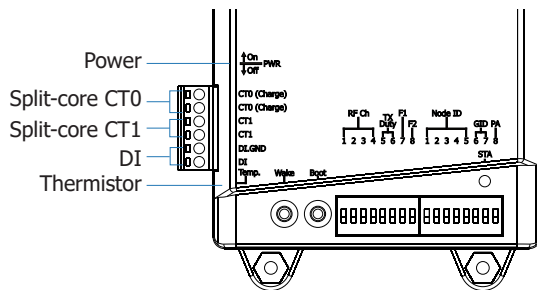 Power
Split-core CT0
Split-core CT1
DI
Thermistor
On
PWR
Off
CT0 (Charge)
CT0 (Charge)
CT1
CT1
DI.GND
DI
Temp. Wake Boot
RF Ch TX Duty F1 F2 Node ID GID PA
1 2 3 4 5 6 7 8 1 2 3 4 5 6 7 8
STA